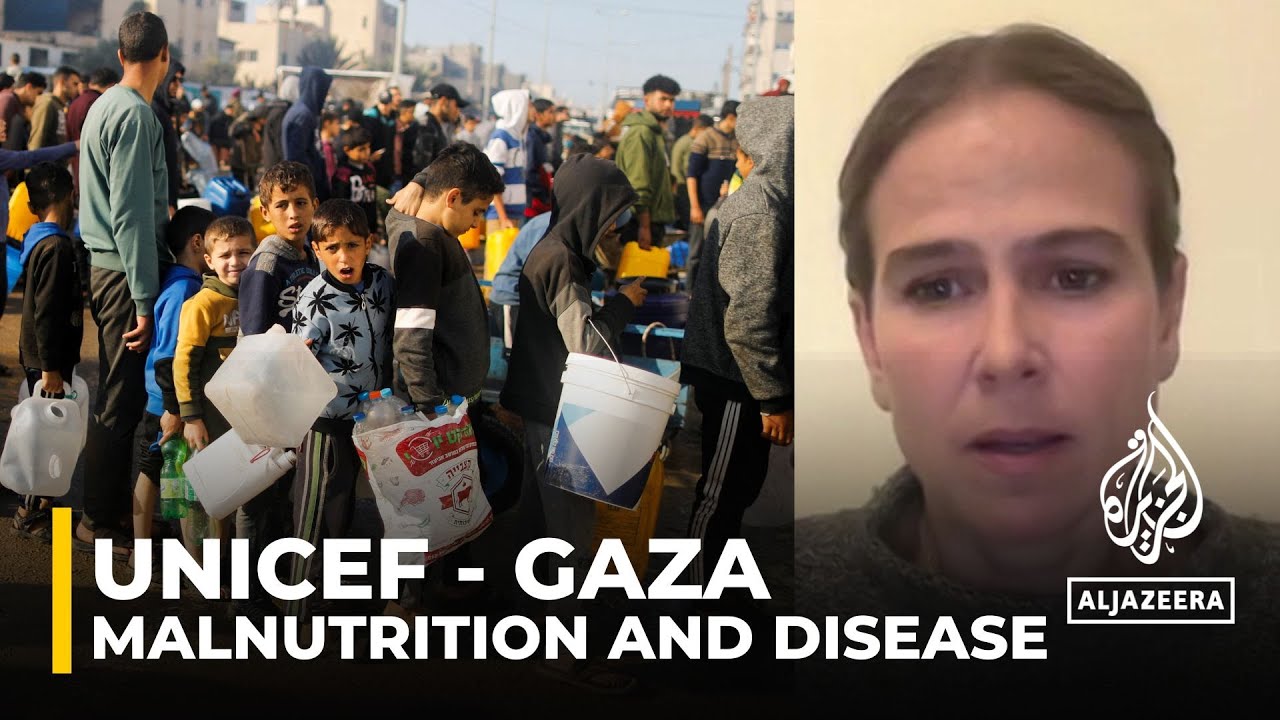 UNICEF - GAZA
MALNUTRITION AND DISEASE
الجزيرة
ALJAZEERA